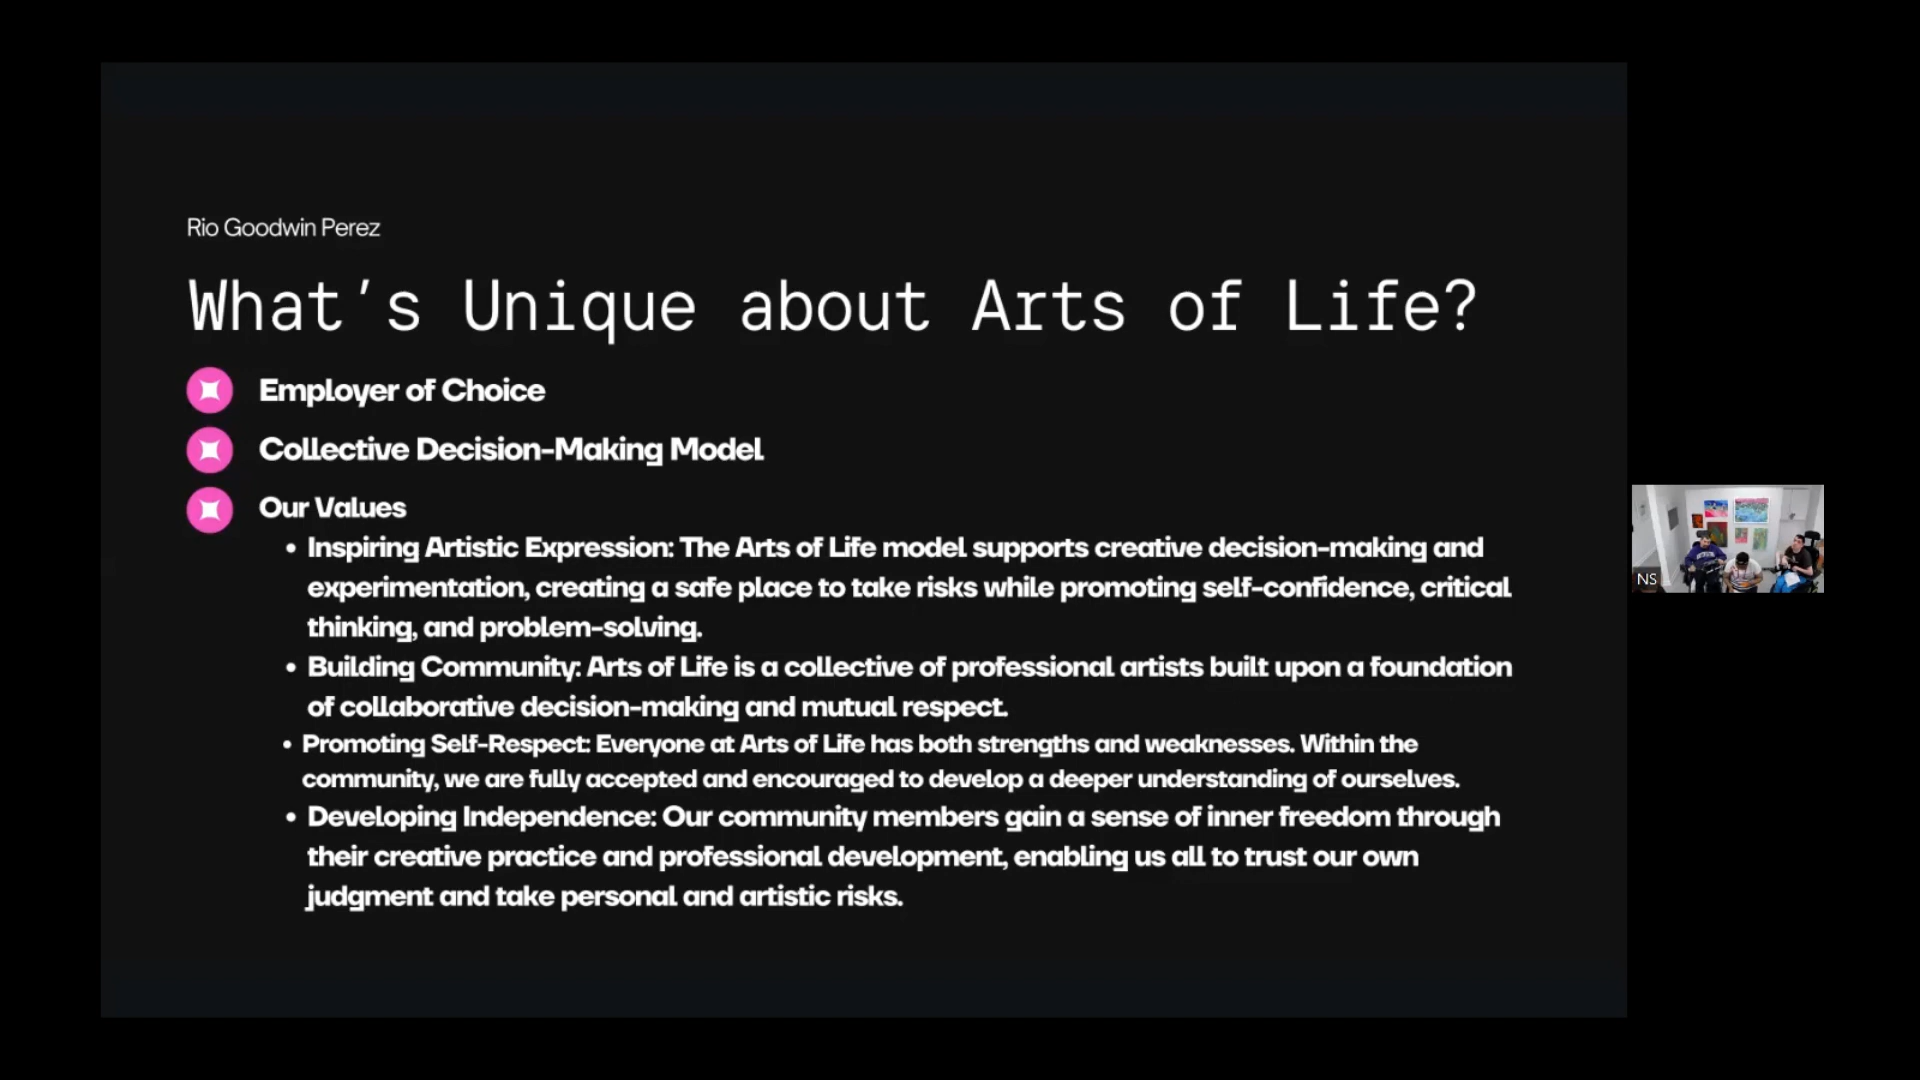 Rio Goodwin Perez
What's Unique about Arts of Life?
Employer of Choice
Collective Decision-Making Model
Our Values
• Inspiring Artistic Expression: The Arts of Life model supports creative decision-making and
experimentation, creating a safe place to take risks while promoting self-confidence, critical
thinking, and problem-solving.
• Building Community: Arts of Life is a collective of professional artists built upon a foundation
of collaborative decision-making and mutual respect.
• Promoting Self-Respect: Everyone at Arts of Life has both strengths and weaknesses. Within the
community, we are fully accepted and encouraged to develop a deeper understanding of ourselves.
• Developing Independence: Our community members gain a sense of inner freedom through
their creative practice and professional development, enabling us all to trust our own
judgment and take personal and artistic risks.
NS